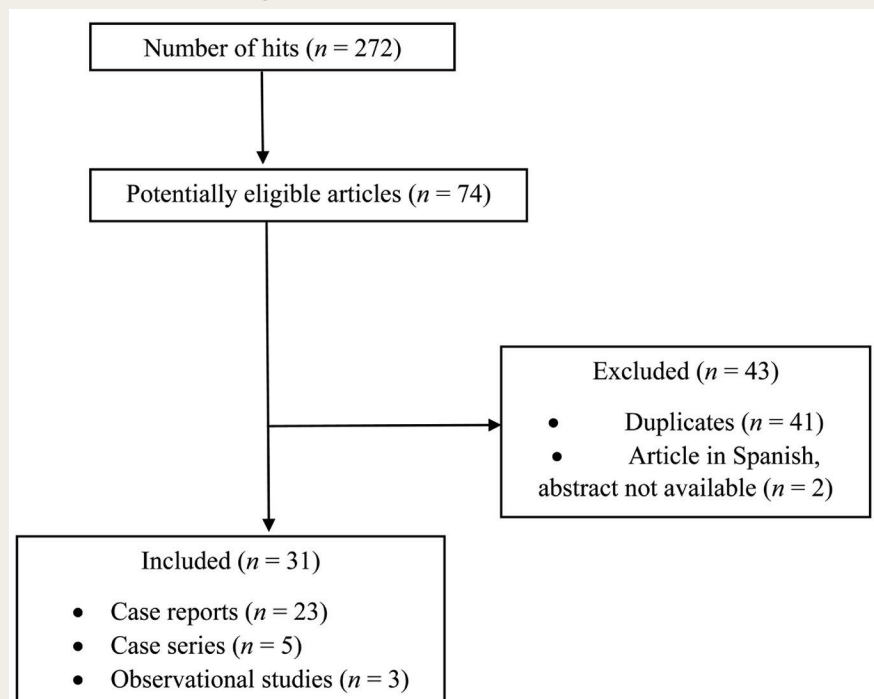 Number of hits (n = 272)
Potentially eligible articles (n = 74)
Excluded (n = 43)
• Duplicates (n = 41)
• Article in Spanish,
abstract not available (n = 2)
Included (n = 31)
• Case reports (n = 23)
• Case series (n = 5)
• Observational studies (n = 3)